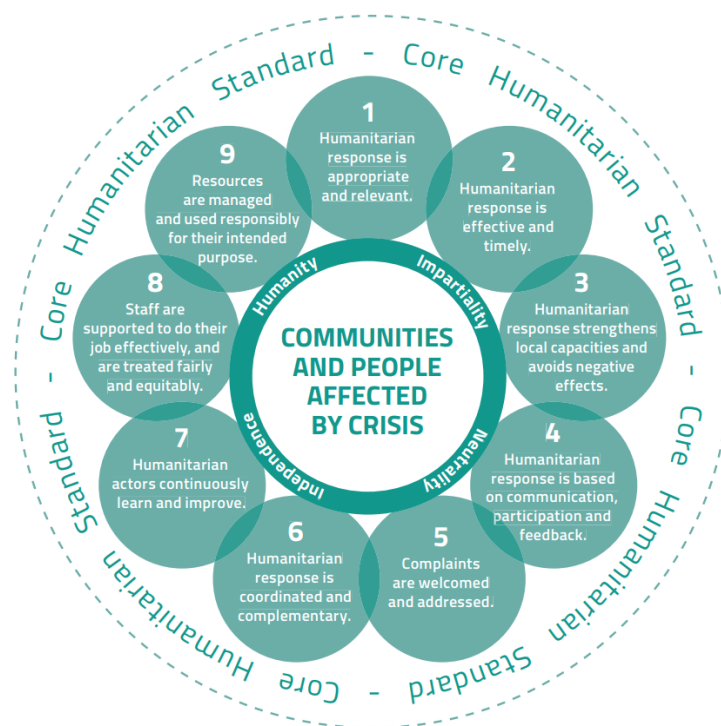 Core Humanitarian Standard - Core Humanitarian Standard - Core Humanitarian Standard - Core Humanitarian Standard -
1
Humanitarian
response is
appropriate
and relevant.
2
Humanitarian
response is
effective and
timely.
3
Humanitarian
response strengthens
local capacities and
avoids negative
effects.
4
Humanitarian
response is based
on communication,
participation and
feedback.
5
Complaints
are welcomed
and addressed.
6
Humanitarian
response is
coordinated and
complementary.
7
Humanitarian
actors continuously
learn and improve.
8
Staff are
supported to do their
job effectively, and
are treated fairly
and equitably.
9
Resources
are managed
and used responsibly
for their intended
purpose.
Humanity
Impartiality
Neutrality
Independence
COMMUNITIES
AND PEOPLE
AFFECTED
BY CRISIS